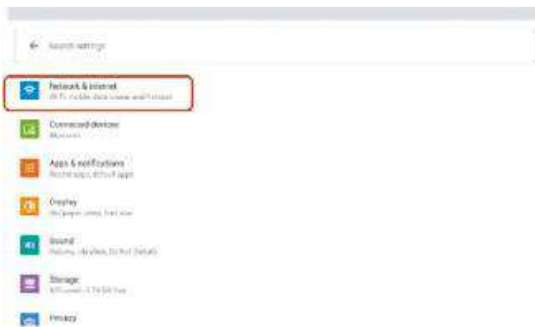 Search settings
Network & internet
Wi-Fi, mobile, data usage, and hotspot
Connected devices
Bluetooth
Apps & notifications
Recent apps, default apps
Display
Wallpaper, sleep, font size
Sound
Volume, vibration, Do Not Disturb
Storage
Privacy